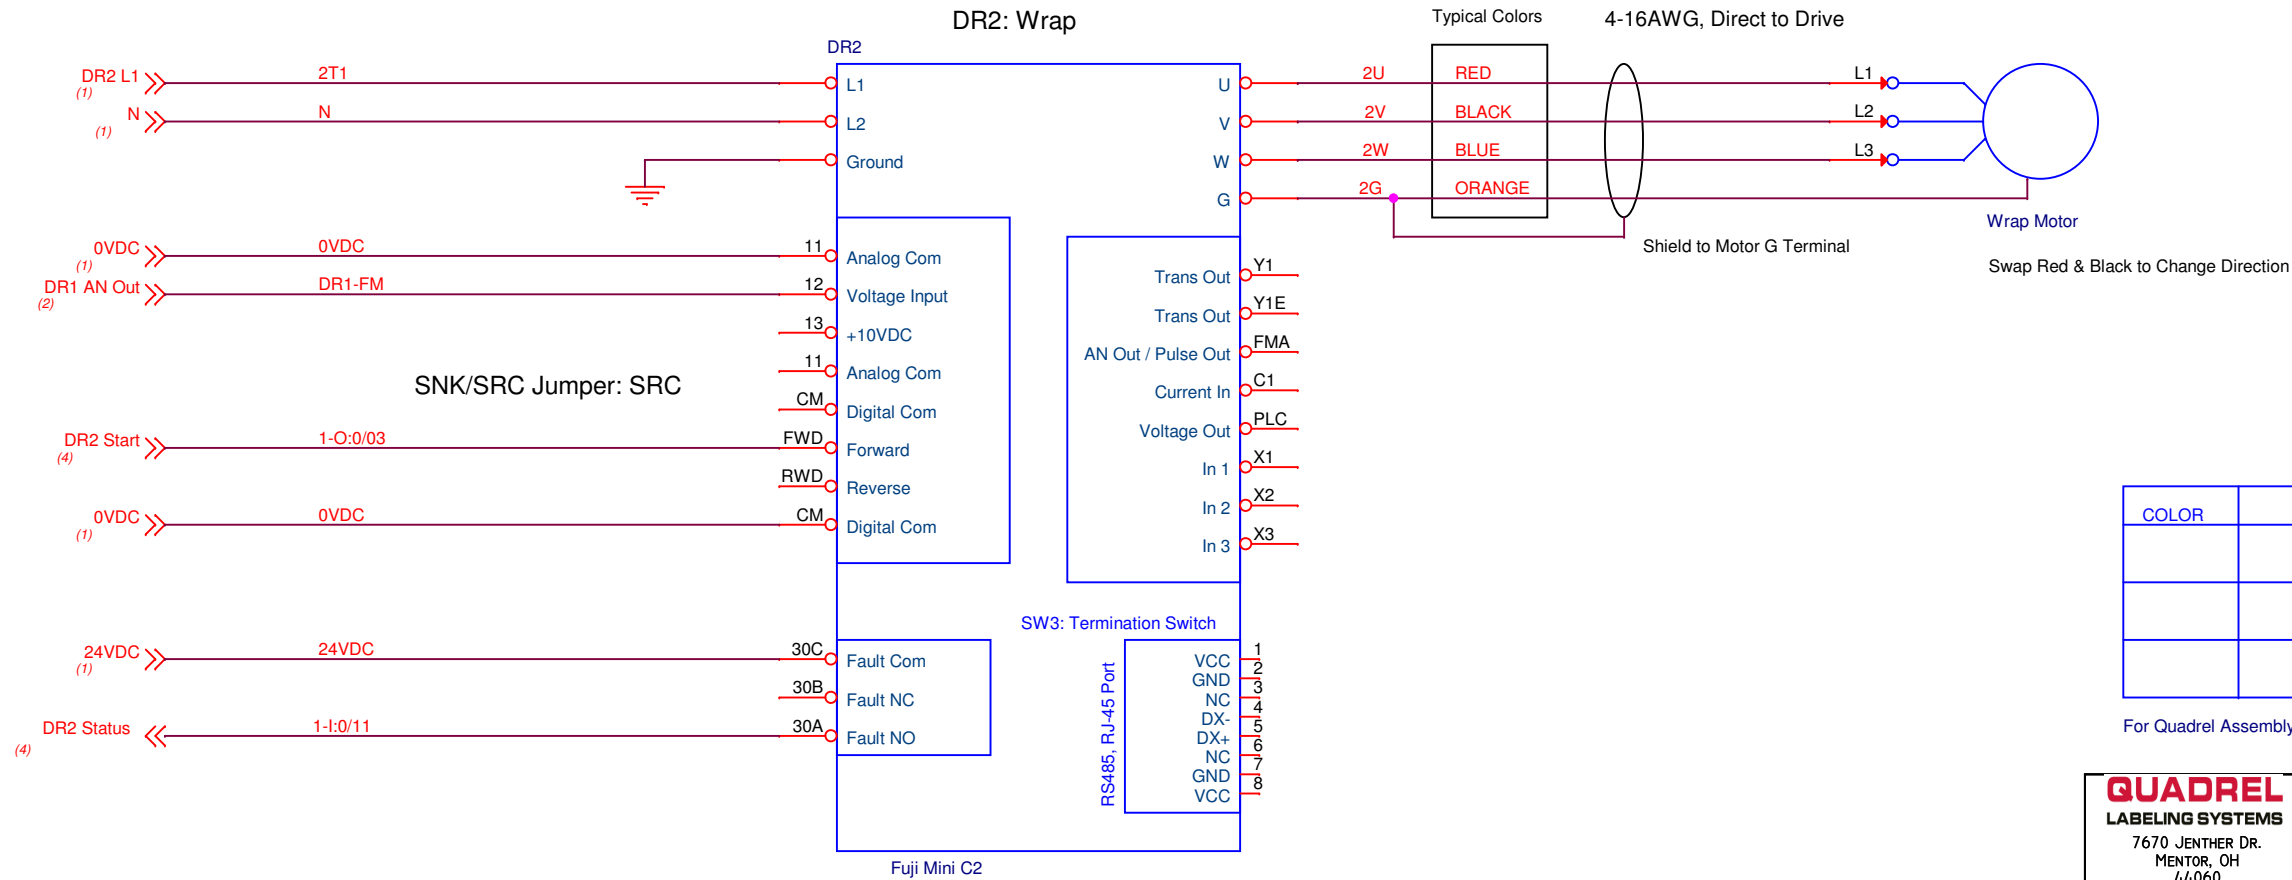 DR2: Wrap
Typical Colors
4-16AWG, Direct to Drive
DR2
DR2 L1
(1)
2T1
L1
U
2U
RED
L1
N
(1)
N
L2
V
2V
BLACK
L2
Ground
W
2W
BLUE
L3
G
2G
ORANGE
Wrap Motor
Shield to Motor G Terminal
Swap Red & Black to Change Direction
0VDC
(1)
0VDC
11
Analog Com
DR1 AN Out
(2)
DR1-FM
12
Voltage Input
13
+10VDC
11
Analog Com
SNK/SRC Jumper: SRC
CM
Digital Com
DR2 Start
(4)
1-O:0/03
FWD
Forward
RWD
Reverse
0VDC
(1)
0VDC
CM
Digital Com
Trans Out
Y1
Trans Out
Y1E
AN Out / Pulse Out
FMA
Current In
C1
Voltage Out
PLC
In 1
X1
In 2
X2
In 3
X3
COLOR
24VDC
(1)
24VDC
30C
Fault Com
30B
Fault NC
DR2 Status
(4)
1-I:0/11
30A
Fault NO
SW3: Termination Switch
RS485, RJ-45 Port
VCC
1
GND
2
NC
3
DX-
4
DX+
5
NC
6
GND
7
VCC
8
Fuji Mini C2
For Quadrel Assembly
QUADREL
LABELING SYSTEMS
7670 JENTHER DR.
MENTOR, OH
44060